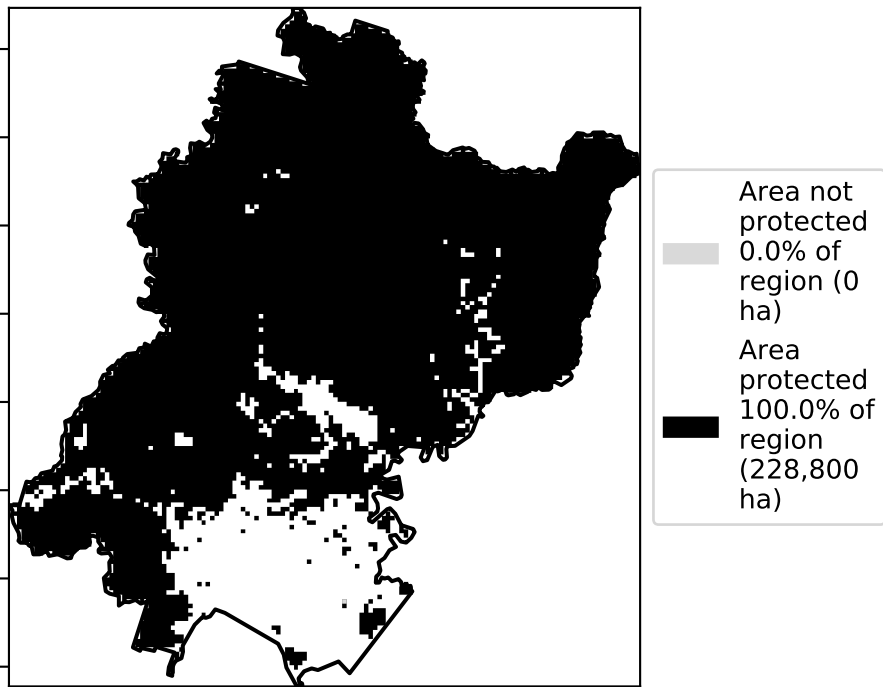 Area not
protected
0.0% of
region (0
ha)
Area
protected
100.0% of
region
(228,800
ha)